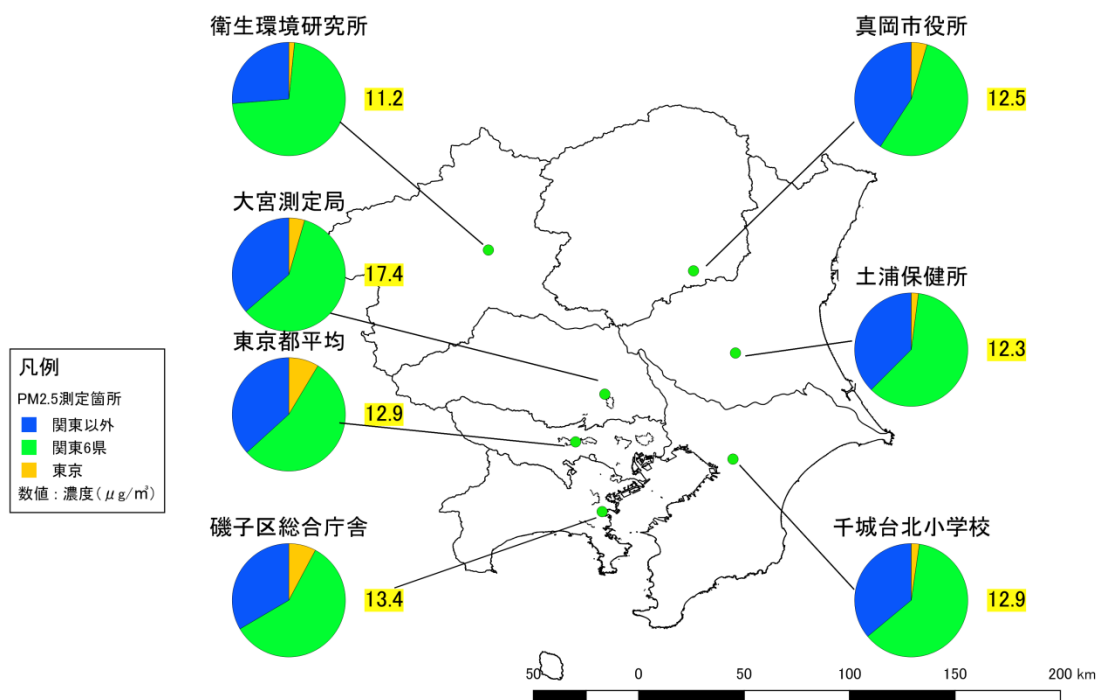 衛生環境研究所
11.2
真岡市役所
12.5
大宮測定局
17.4
土浦保健所
12.3
東京都平均
12.9
凡例
PM2.5測定箇所
関東以外
関東6県
東京
数値：濃度(μg/㎥)
磯子区総合庁舎
13.4
千城台北小学校
12.9
50 0 50 100 150 200 km